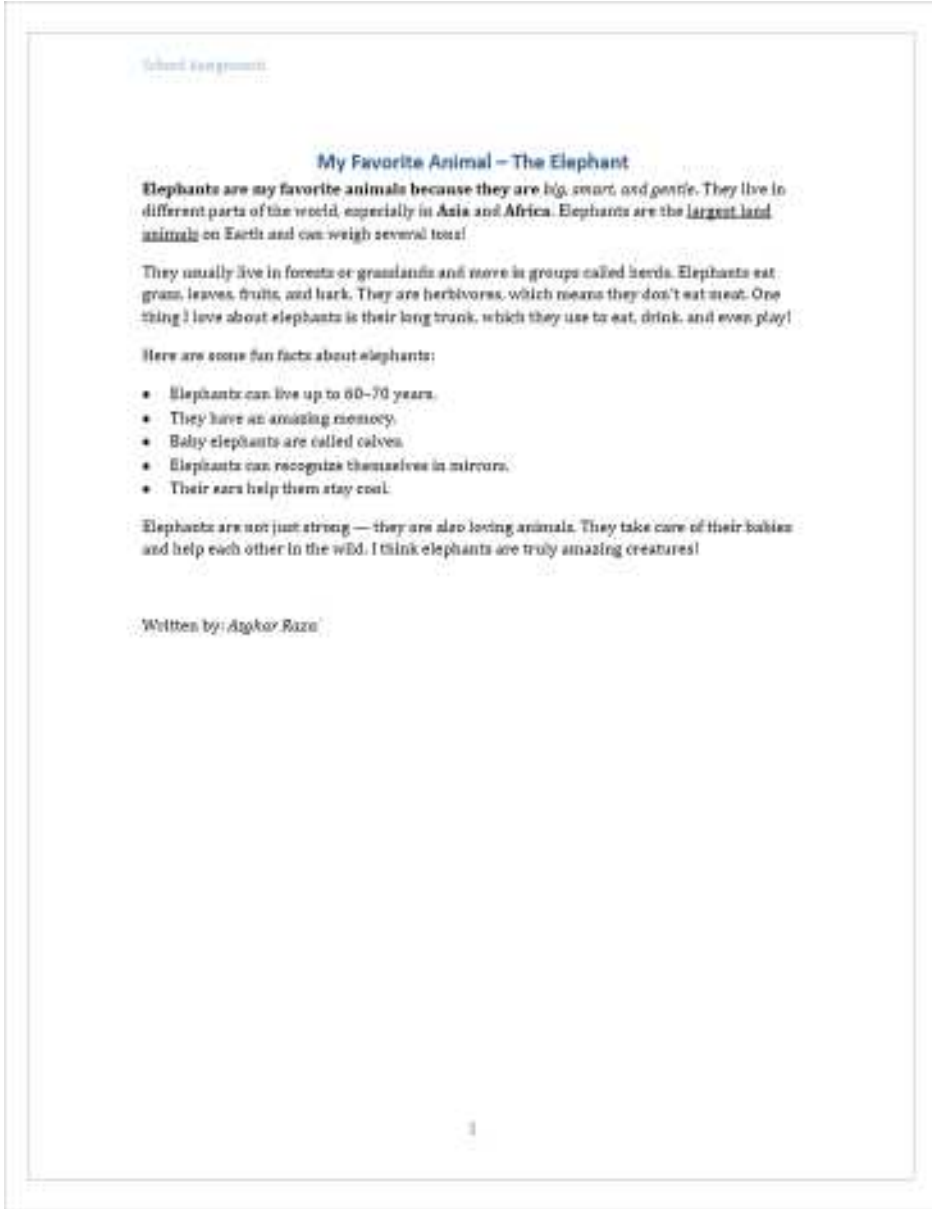 School Assignment
My Favorite Animal – The Elephant
Elephants are my favorite animals because they are big, smart, and gentle. They live in
different parts of the world, especially in Asia and Africa. Elephants are the largest land
animals on Earth and can weigh several tons!
They usually live in forests or grasslands and move in groups called herds. Elephants eat
grass, leaves, fruits, and bark. They are herbivores, which means they don't eat meat. One
thing I love about elephants is their long trunk, which they use to eat, drink, and even play!
Here are some fun facts about elephants:
• Elephants can live up to 60–70 years.
• They have an amazing memory.
• Baby elephants are called calves.
• Elephants can recognize themselves in mirrors.
• Their ears help them stay cool.
Elephants are not just strong — they are also loving animals. They take care of their babies
and help each other in the wild. I think elephants are truly amazing creatures!
Written by: Asghar Raza